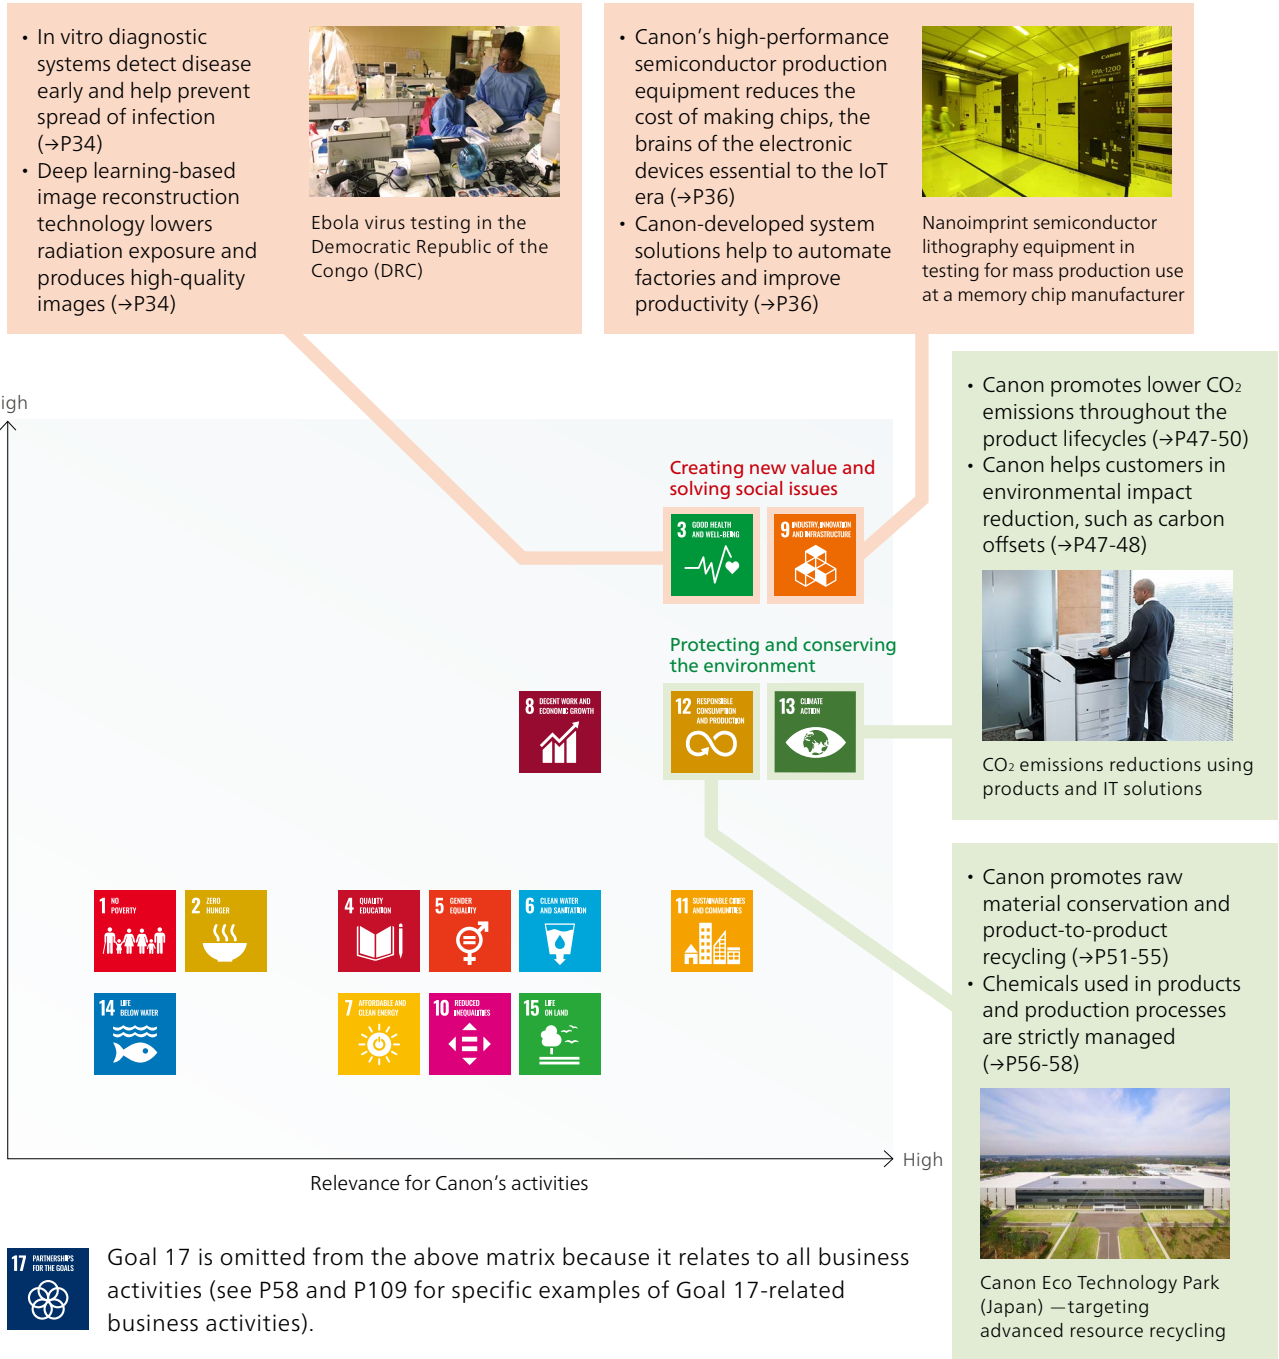 • In vitro diagnostic
systems detect disease
early and help prevent
spread of infection
(→P34)
• Deep learning-based
image reconstruction
technology lowers
radiation exposure and
produces high-quality
images (→P34)
Ebola virus testing in the
Democratic Republic of the
Congo (DRC)
• Canon’s high-performance
semiconductor production
equipment reduces the
cost of making chips, the
brains of the electronic
devices essential to the IoT
era (→P36)
• Canon-developed system
solutions help to automate
factories and improve
productivity (→P36)
Canon
FPA-1200
Nanoimprint semiconductor
lithography equipment in
testing for mass production use
at a memory chip manufacturer
igh
Creating new value and
solving social issues
3 GOOD HEALTH
AND WELL-BEING
9 INDUSTRY, INNOVATION
AND INFRASTRUCTURE
Protecting and conserving
the environment
8 DECENT WORK AND
ECONOMIC GROWTH
12 RESPONSIBLE
CONSUMPTION
AND PRODUCTION
13 CLIMATE
ACTION
1 NO
POVERTY
2 ZERO
HUNGER
4 QUALITY
EDUCATION
5 GENDER
EQUALITY
6 CLEAN WATER
AND SANITATION
11 SUSTAINABLE CITIES
AND COMMUNITIES
14 LIFE
BELOW WATER
7 AFFORDABLE AND
CLEAN ENERGY
10 REDUCED
INEQUALITIES
15 LIFE
ON LAND
High
Relevance for Canon’s activities
• Canon promotes lower CO2
emissions throughout the
product lifecycles (→P47-50)
• Canon helps customers in
environmental impact
reduction, such as carbon
offsets (→P47-48)
CO2 emissions reductions using
products and IT solutions
• Canon promotes raw
material conservation and
product-to-product
recycling (→P51-55)
• Chemicals used in products
and production processes
are strictly managed
(→P56-58)
Canon Eco Technology Park
(Japan) —targeting
advanced resource recycling
17 PARTNERSHIPS
FOR THE GOALS
Goal 17 is omitted from the above matrix because it relates to all business
activities (see P58 and P109 for specific examples of Goal 17-related
business activities).